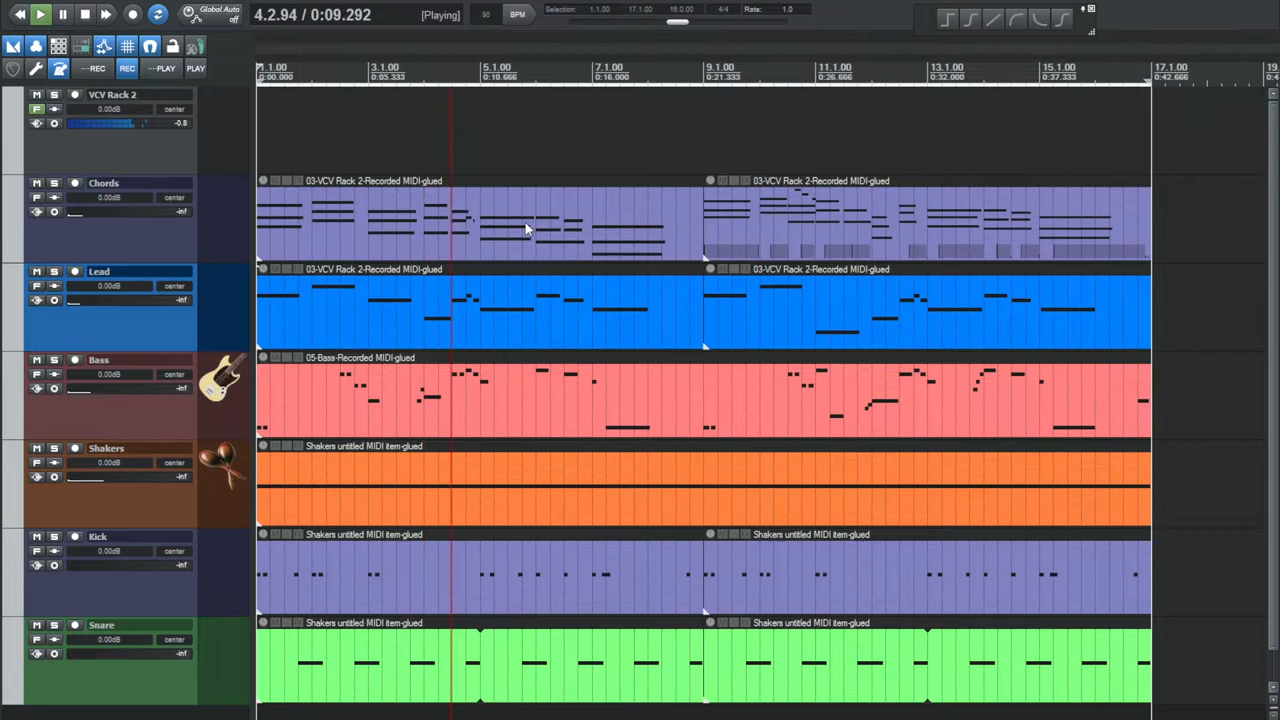 Global Auto
off
4.2.94 / 0:09.292
[Playing]
90
BPM
Selection:
1.1.00
17.1.00
16.0.00
4/4
Rate:
1.0
REC
REC
PLAY
PLAY
1.1.00
3.1.00
5.1.00
7.1.00
9.1.00
11.1.00
13.1.00
15.1.00
17.1.00
19.
0:00.000
0:05.333
0:10.666
0:16.000
0:21.333
0:26.666
0:32.000
0:37.333
0:42.666
0:4
M S VCV Rack 2
F 0.00dB center
-0.8
M S Chords
F 0.00dB center
-inf
03-VCV Rack 2-Recorded MIDI-glued
03-VCV Rack 2-Recorded MIDI-glued
M S Lead
F 0.00dB center
-inf
03-VCV Rack 2-Recorded MIDI-glued
03-VCV Rack 2-Recorded MIDI-glued
M S Bass
F 0.00dB center
-inf
05-Bass-Recorded MIDI-glued
M S Shakers
F 0.00dB center
-inf
Shakers untitled MIDI item-glued
M S Kick
F 0.00dB center
-inf
Shakers untitled MIDI item-glued
Shakers untitled MIDI item-glued
M S Snare
F 0.00dB center
-inf
Shakers untitled MIDI item-glued
Shakers untitled MIDI item-glued